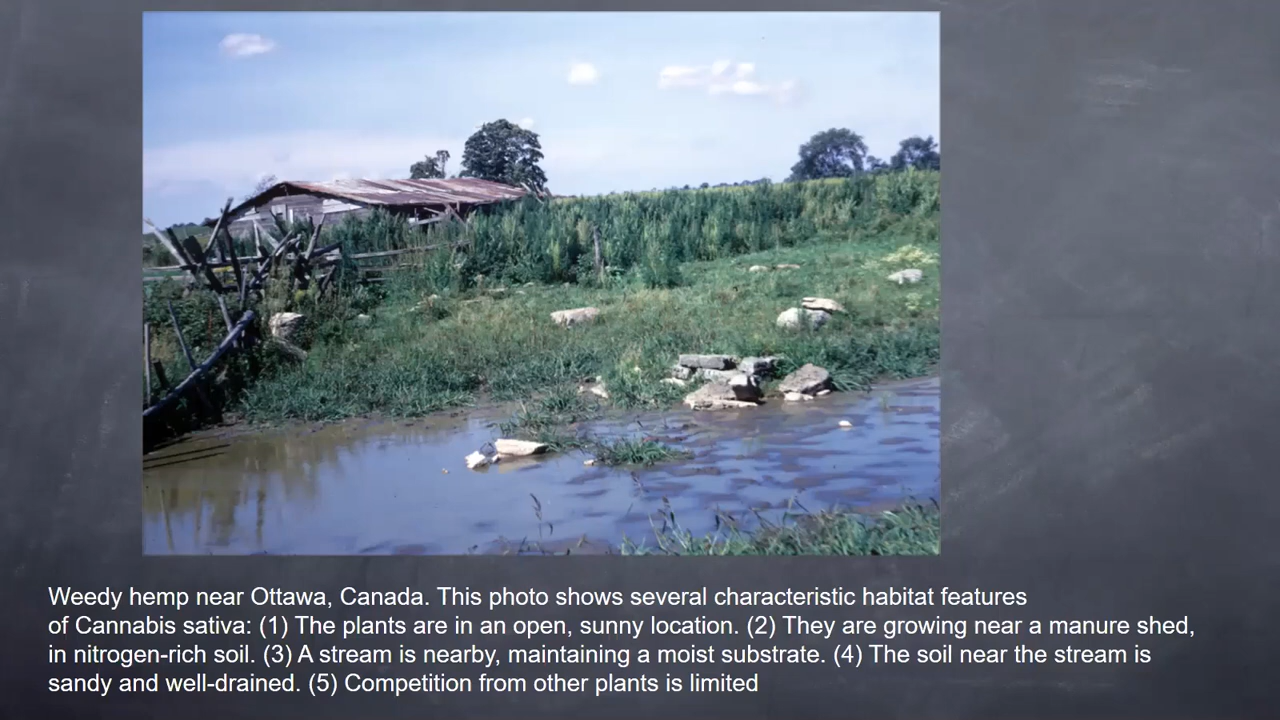 Weedy hemp near Ottawa, Canada. This photo shows several characteristic habitat features
of Cannabis sativa: (1) The plants are in an open, sunny location. (2) They are growing near a manure shed,
in nitrogen-rich soil. (3) A stream is nearby, maintaining a moist substrate. (4) The soil near the stream is
sandy and well-drained. (5) Competition from other plants is limited